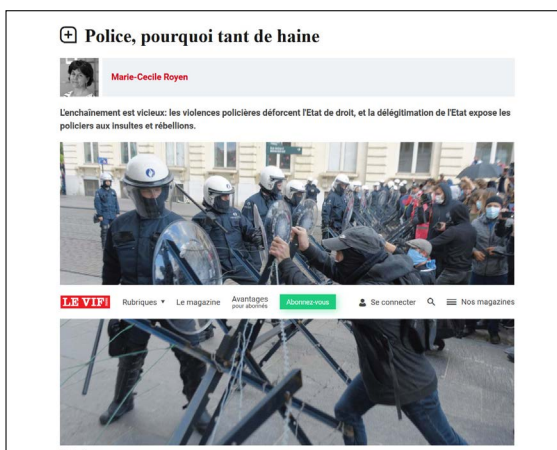 Police, pourquoi tant de haine
Marie-Cecile Royen
L'enchaînement est vicieux: les violences policières déforcent l'Etat de droit, et la délégitimation de l'Etat expose les
policiers aux insultes et rébellions.
LE VIF
Rubriques ▾ Le magazine Avantages pour abonnés Abonnez-vous Se connecter Nos magazines